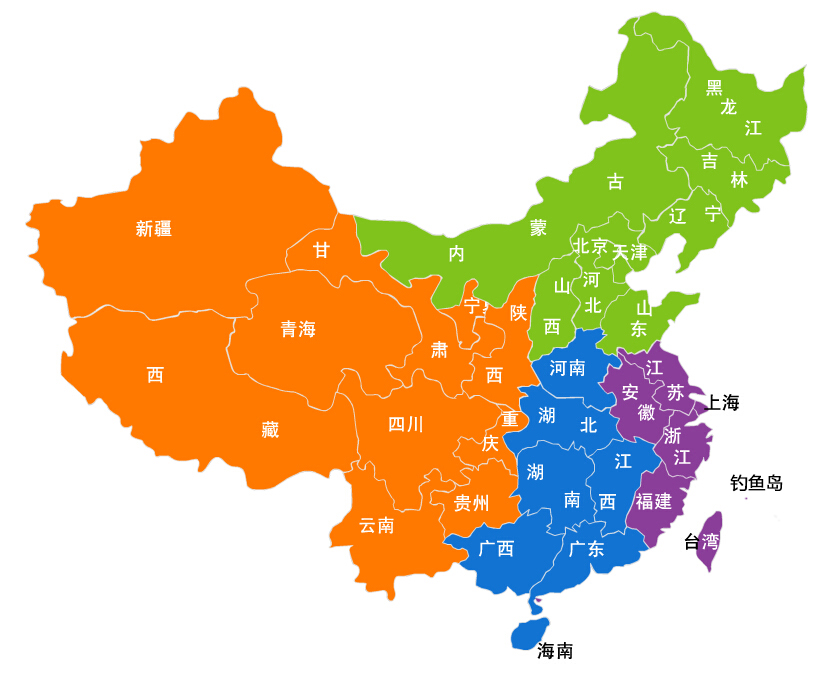 黑龙江
吉林
辽宁
内蒙古
北京
天津
河北
山西
山东
新疆
甘肃
青海
宁夏
陕西
西藏
四川
重庆
贵州
云南
河南
湖北
湖南
江西
广西
广东
海南
江苏
安徽
上海
浙江
福建
钓鱼岛
台湾